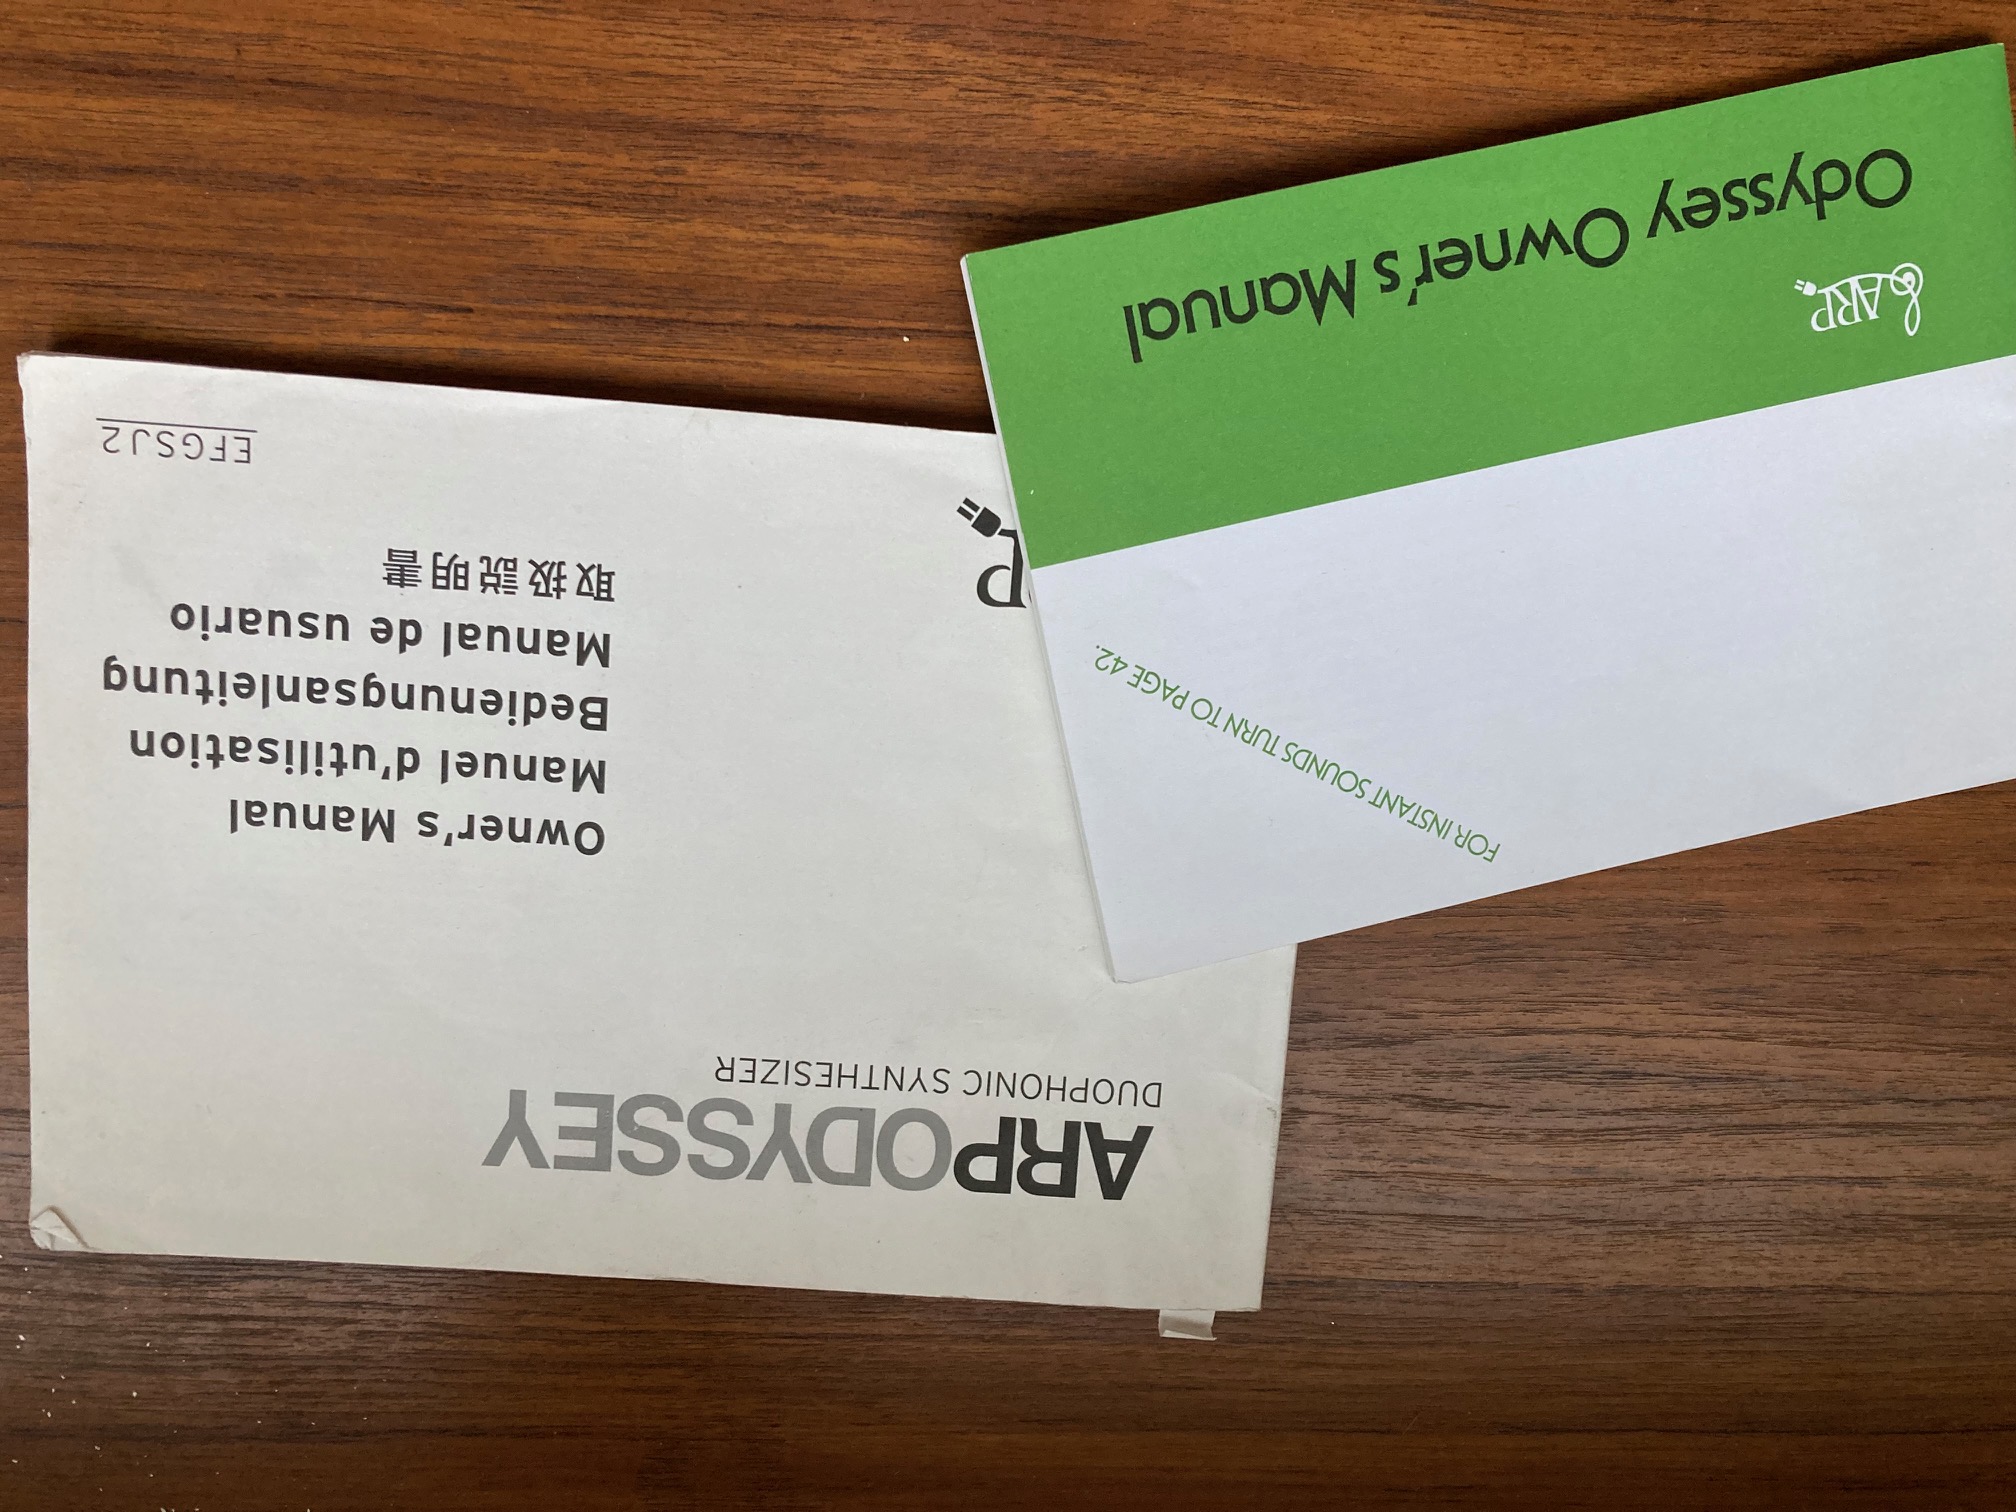 ARPODYSSEY
DUOPHONIC SYNTHESIZER
Owner's Manual
Manuel d'utilisation
Bedienungsanleitung
Manual de usuario
取扱説明書
EFGSJ2
FOR INSTANT SOUNDS TURN TO PAGE 42.
ARP
Odyssey Owner's Manual